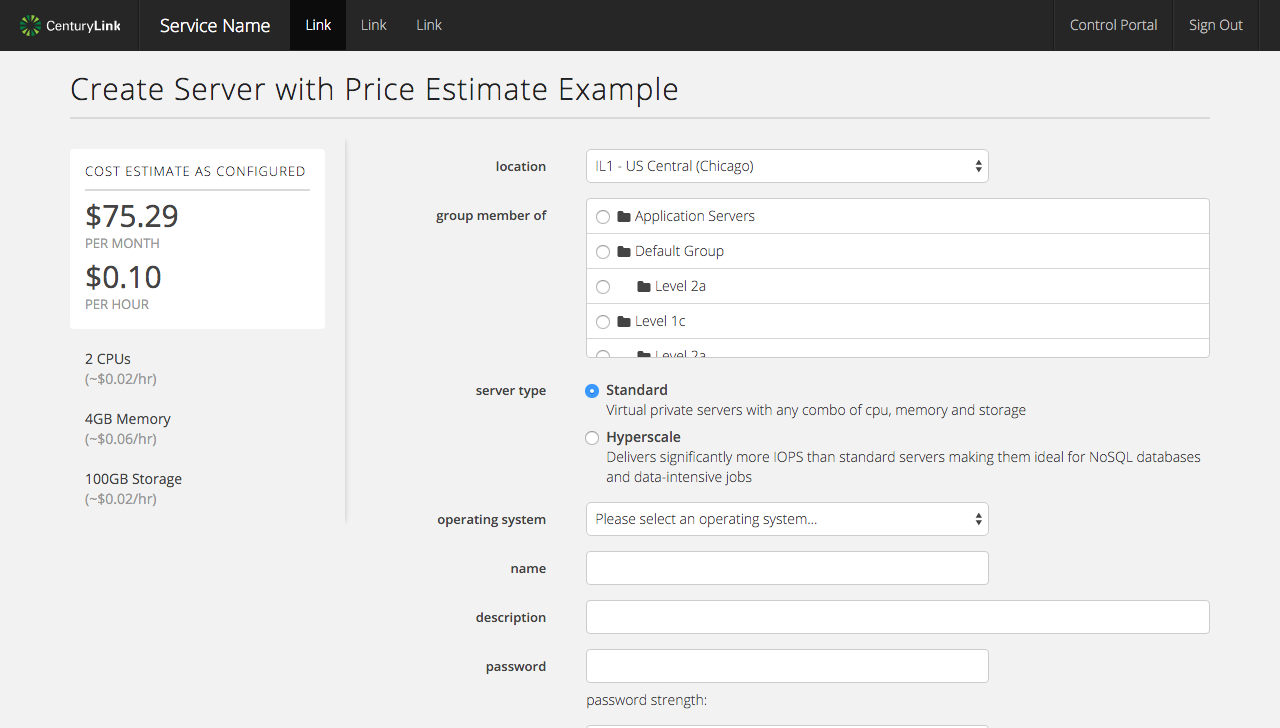 CenturyLink
Service Name
Link
Link
Link
Control Portal
Sign Out
Create Server with Price Estimate Example
COST ESTIMATE AS CONFIGURED
$75.29
PER MONTH
$0.10
PER HOUR
2 CPUs
(~$0.02/hr)
4GB Memory
(~$0.06/hr)
100GB Storage
(~$0.02/hr)
location
IL1 - US Central (Chicago)
group member of
Application Servers
Default Group
Level 2a
Level 1c
Level 2a
server type
Standard
Virtual private servers with any combo of cpu, memory and storage
Hyperscale
Delivers significantly more IOPS than standard servers making them ideal for NoSQL databases
and data-intensive jobs
operating system
Please select an operating system...
name
description
password
password strength: